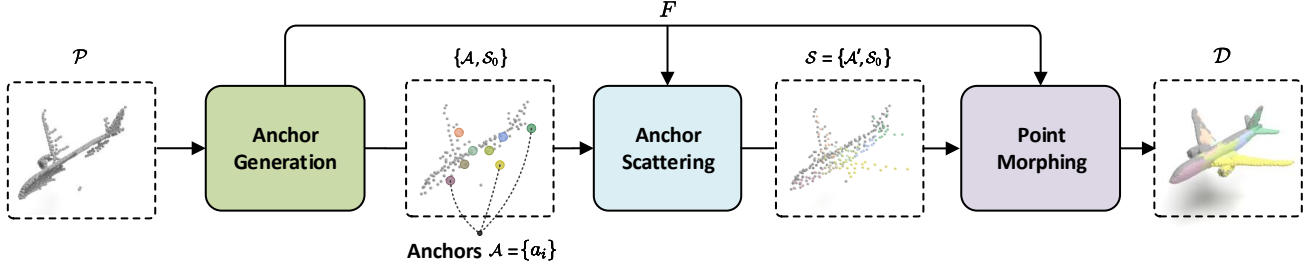 F
𝒫
{𝒜, 𝒮₀}
𝒮 = {𝒜′, 𝒮₀}
𝒟
Anchor
Generation
Anchor
Scattering
Point
Morphing
Anchors 𝒜 = {aᵢ}